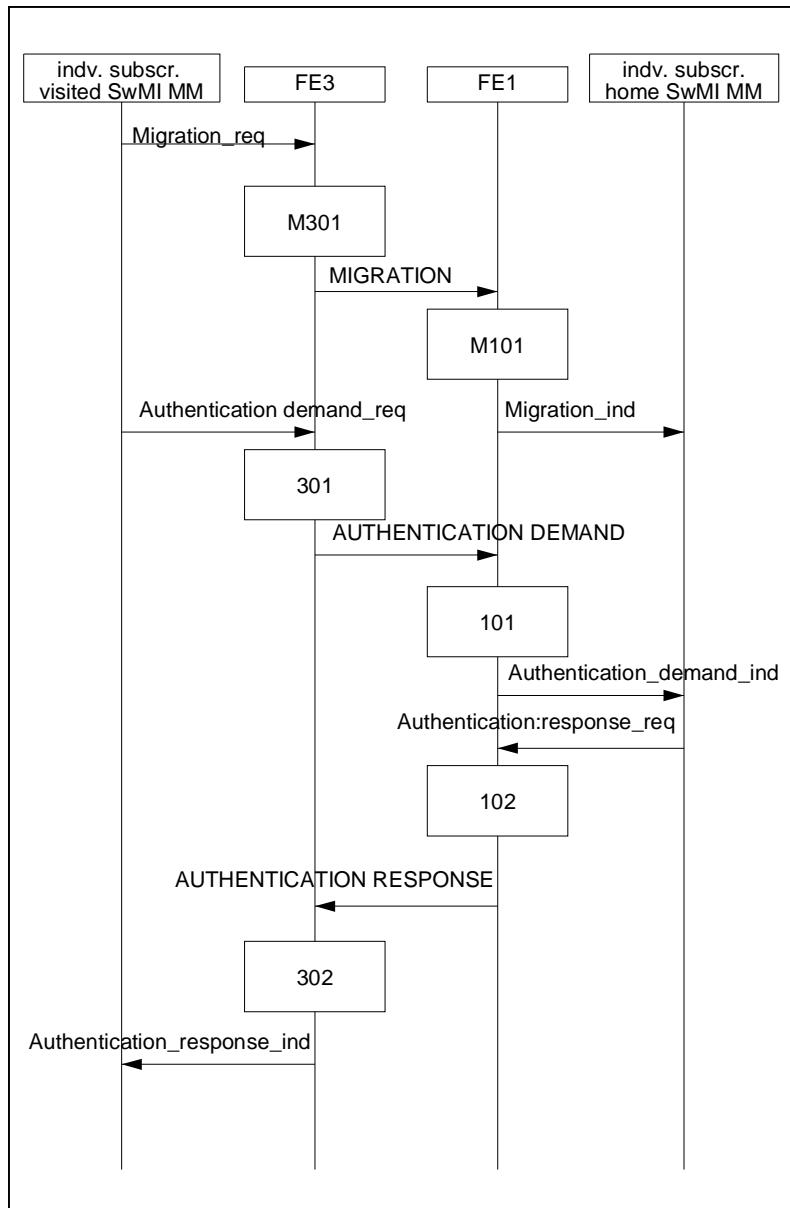 indv. subscr.
visited SwMI MM
FE3
FE1
indv. subscr.
home SwMI MM
Migration_req
M301
MIGRATION
M101
Authentication demand_req
Migration_ind
301
AUTHENTICATION DEMAND
101
Authentication_demand_ind
Authentication:response_req
102
AUTHENTICATION RESPONSE
302
Authentication_response_ind